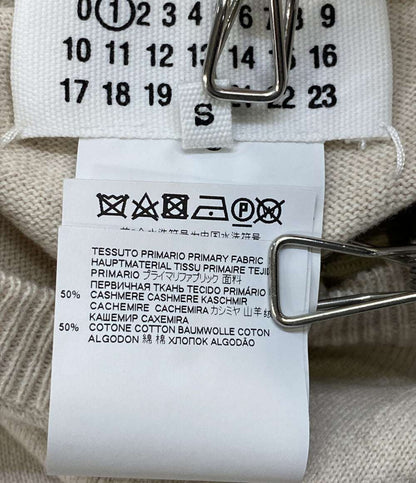 0 1 2 3 4 6 7 8 9
10 11 12 13 14 15 16
17 18 19 21 22 23
S
TESSUTO PRIMARIO PRIMARY FABRIC
HAUPTMATERIAL TISSU PRIMAIRE TEJIDO
PRIMARIO プライマリファブリック 面料
ПЕРВИЧНАЯ ТКАНЬ TECIDO PRIMÁRIO
50% CASHMERE CASHMERE KASCHMIR
CACHEMIRE CACHEMIRA カシミヤ 山羊绒
КАШЕМИР CAXEMIRA
50% COTONE COTTON BAUMWOLLE COTON
ALGODON 綿 棉 ХЛОПОК ALGODÃO